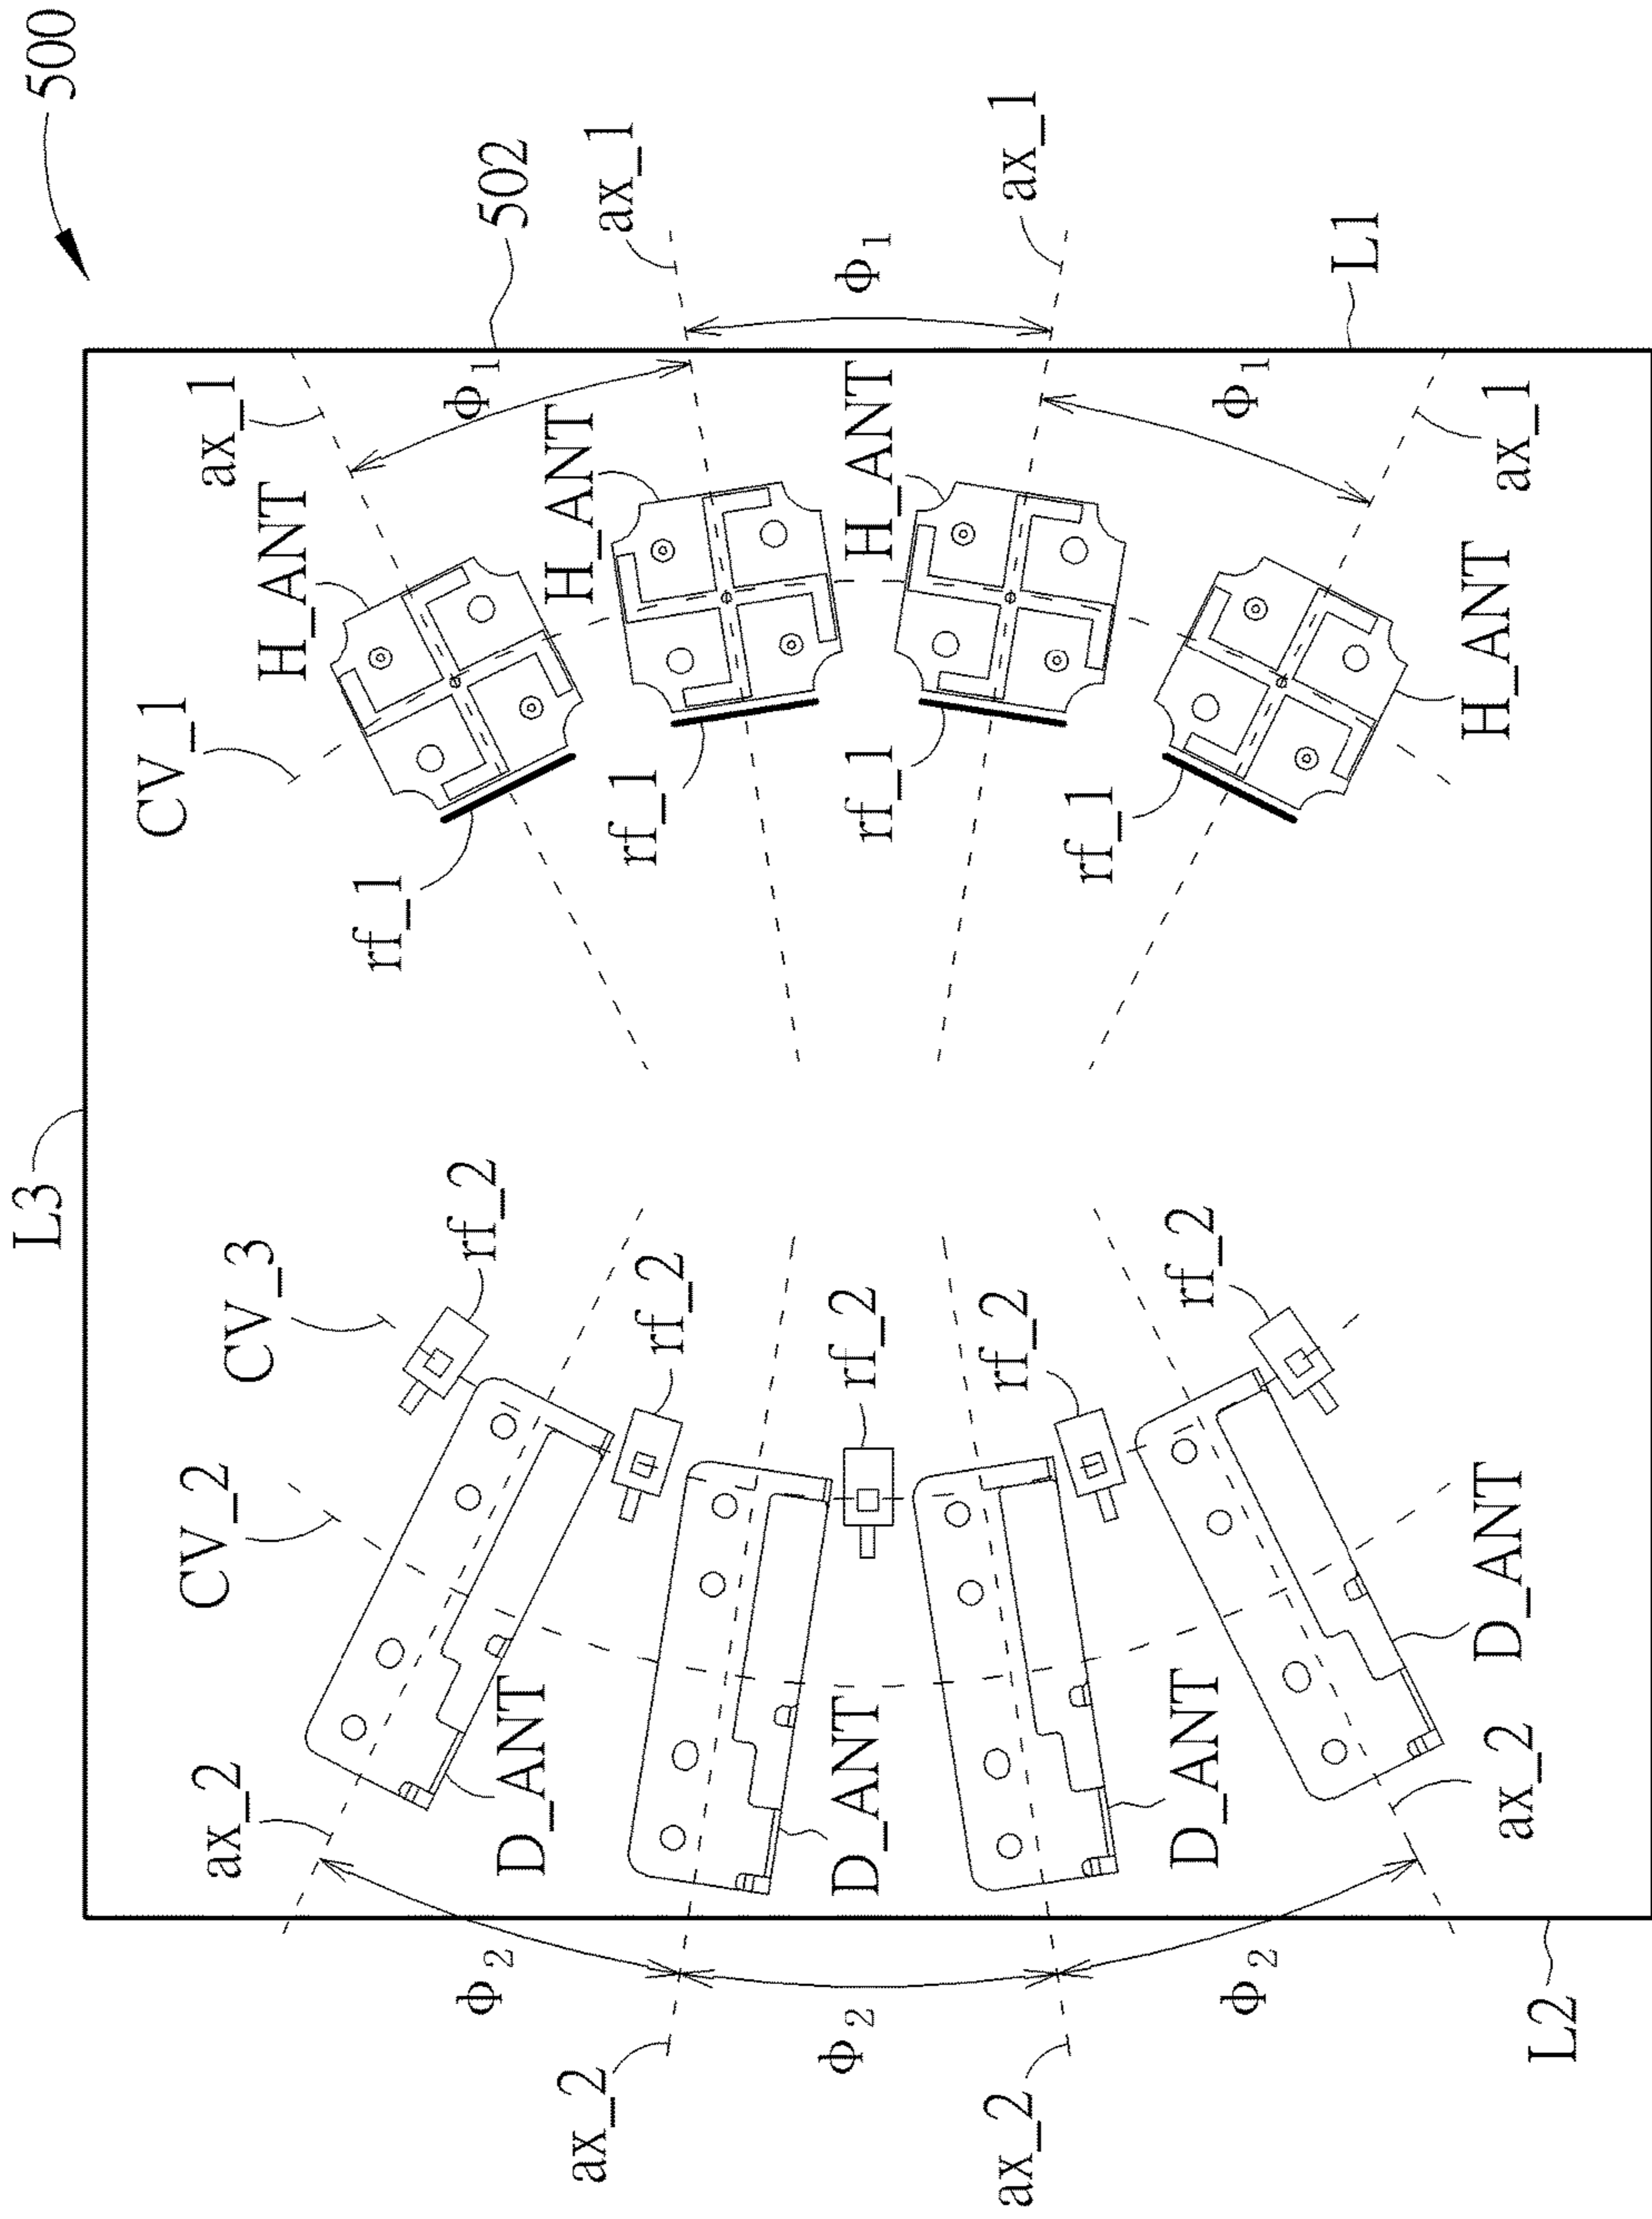 500
502
ax_1
ax_1
L1
Φ1
ax_1
Φ1
H_ANT
H_ANT
Φ1
ax_1
H_ANT
H_ANT
CV_1
rf_1
rf_1
rf_1
rf_1
L3
CV_3
rf_2
rf_2
rf_2
rf_2
rf_2
CV_2
D_ANT
D_ANT
D_ANT
D_ANT
ax_2
ax_2
Φ2
Φ2
Φ2
L2
ax_2
ax_2